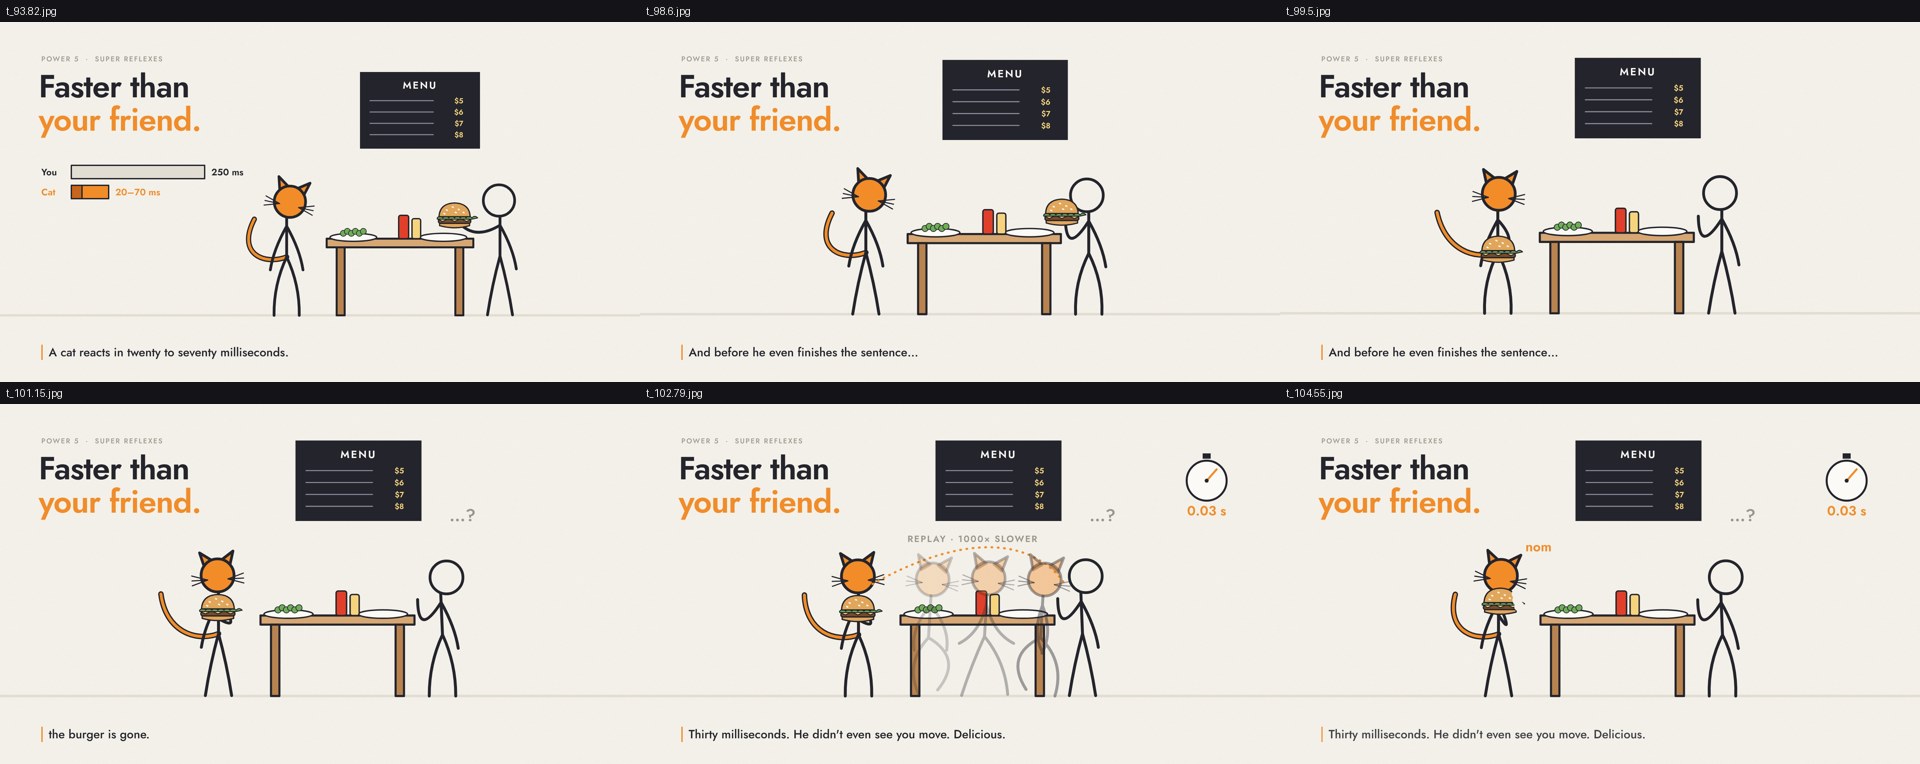 t_93.82.jpg
POWER 5 · SUPER REFLEXES
Faster than
your friend.
MENU
$5
$6
$7
$8
You 250 ms
Cat 20–70 ms
A cat reacts in twenty to seventy milliseconds.
t_98.6.jpg
POWER 5 · SUPER REFLEXES
Faster than
your friend.
MENU
$5
$6
$7
$8
And before he even finishes the sentence...
t_99.5.jpg
POWER 5 · SUPER REFLEXES
Faster than
your friend.
MENU
$5
$6
$7
$8
And before he even finishes the sentence...
t_101.15.jpg
POWER 5 · SUPER REFLEXES
Faster than
your friend.
MENU
$5
$6
$7
$8
...?
the burger is gone.
t_102.79.jpg
POWER 5 · SUPER REFLEXES
Faster than
your friend.
MENU
$5
$6
$7
$8
...?
0.03 s
REPLAY · 1000× SLOWER
Thirty milliseconds. He didn't even see you move. Delicious.
t_104.55.jpg
POWER 5 · SUPER REFLEXES
Faster than
your friend.
MENU
$5
$6
$7
$8
...?
0.03 s
nom
Thirty milliseconds. He didn't even see you move. Delicious.